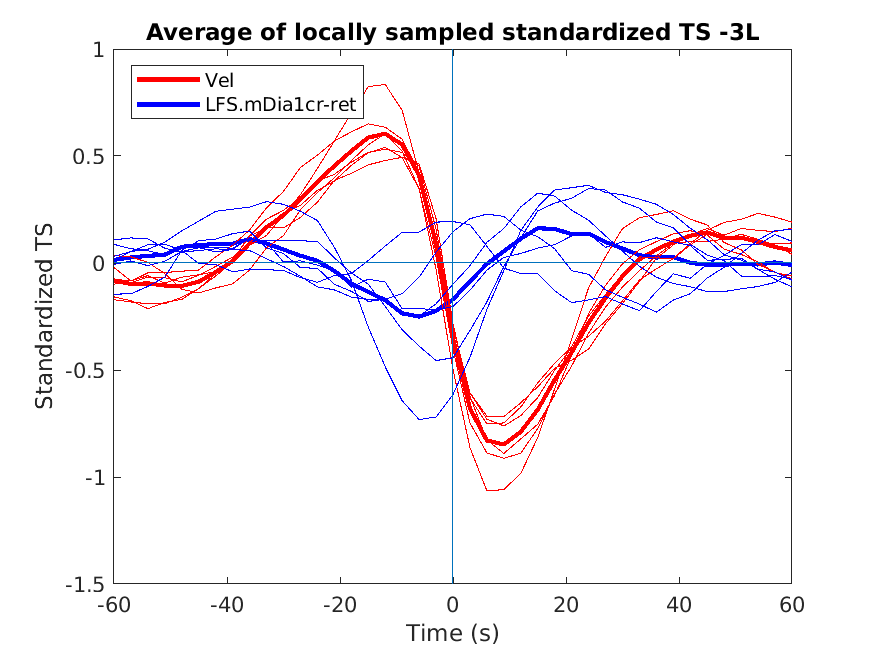 Average of locally sampled standardized TS -3L
Vel
LFS.mDia1cr-ret
Standardized TS
1
0.5
0
-0.5
-1
-1.5
-60
-40
-20
0
20
40
60
Time (s)